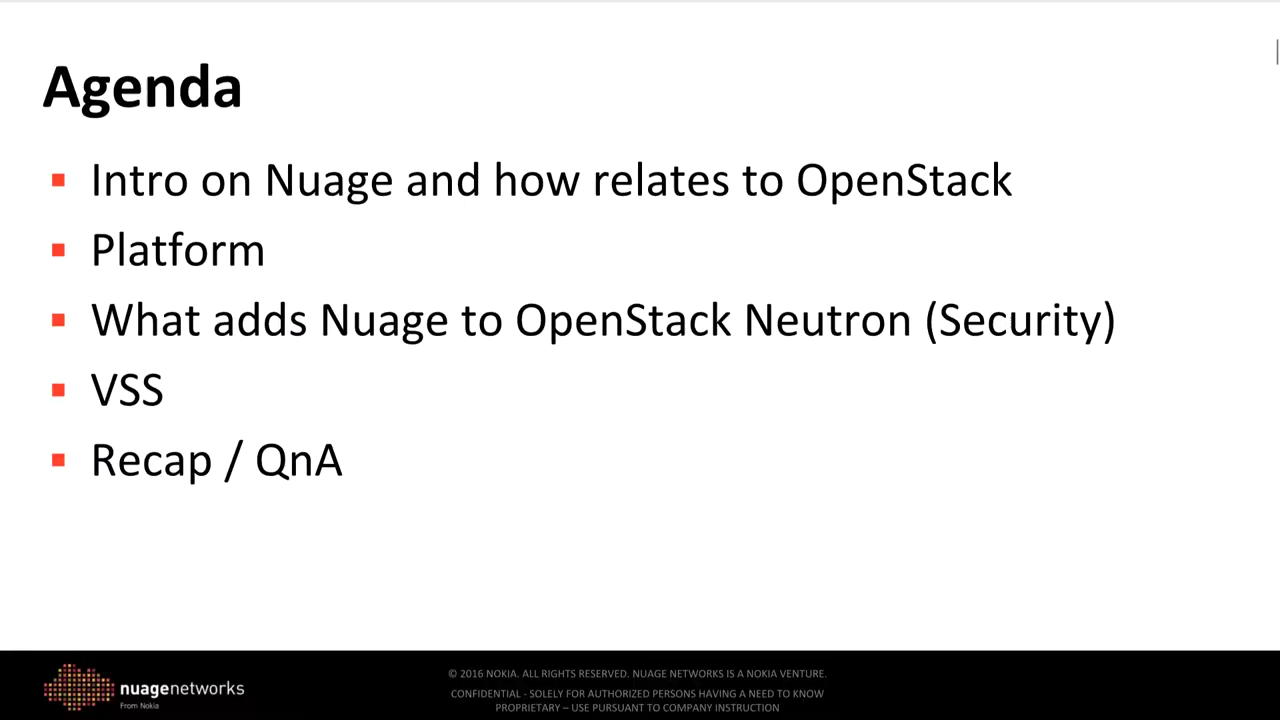 Agenda
Intro on Nuage and how relates to OpenStack
Platform
What adds Nuage to OpenStack Neutron (Security)
VSS
Recap / QnA
nuagenetworks
From Nokia
© 2016 NOKIA. ALL RIGHTS RESERVED. NUAGE NETWORKS IS A NOKIA VENTURE.
CONFIDENTIAL - SOLELY FOR AUTHORIZED PERSONS HAVING A NEED TO KNOW
PROPRIETARY – USE PURSUANT TO COMPANY INSTRUCTION